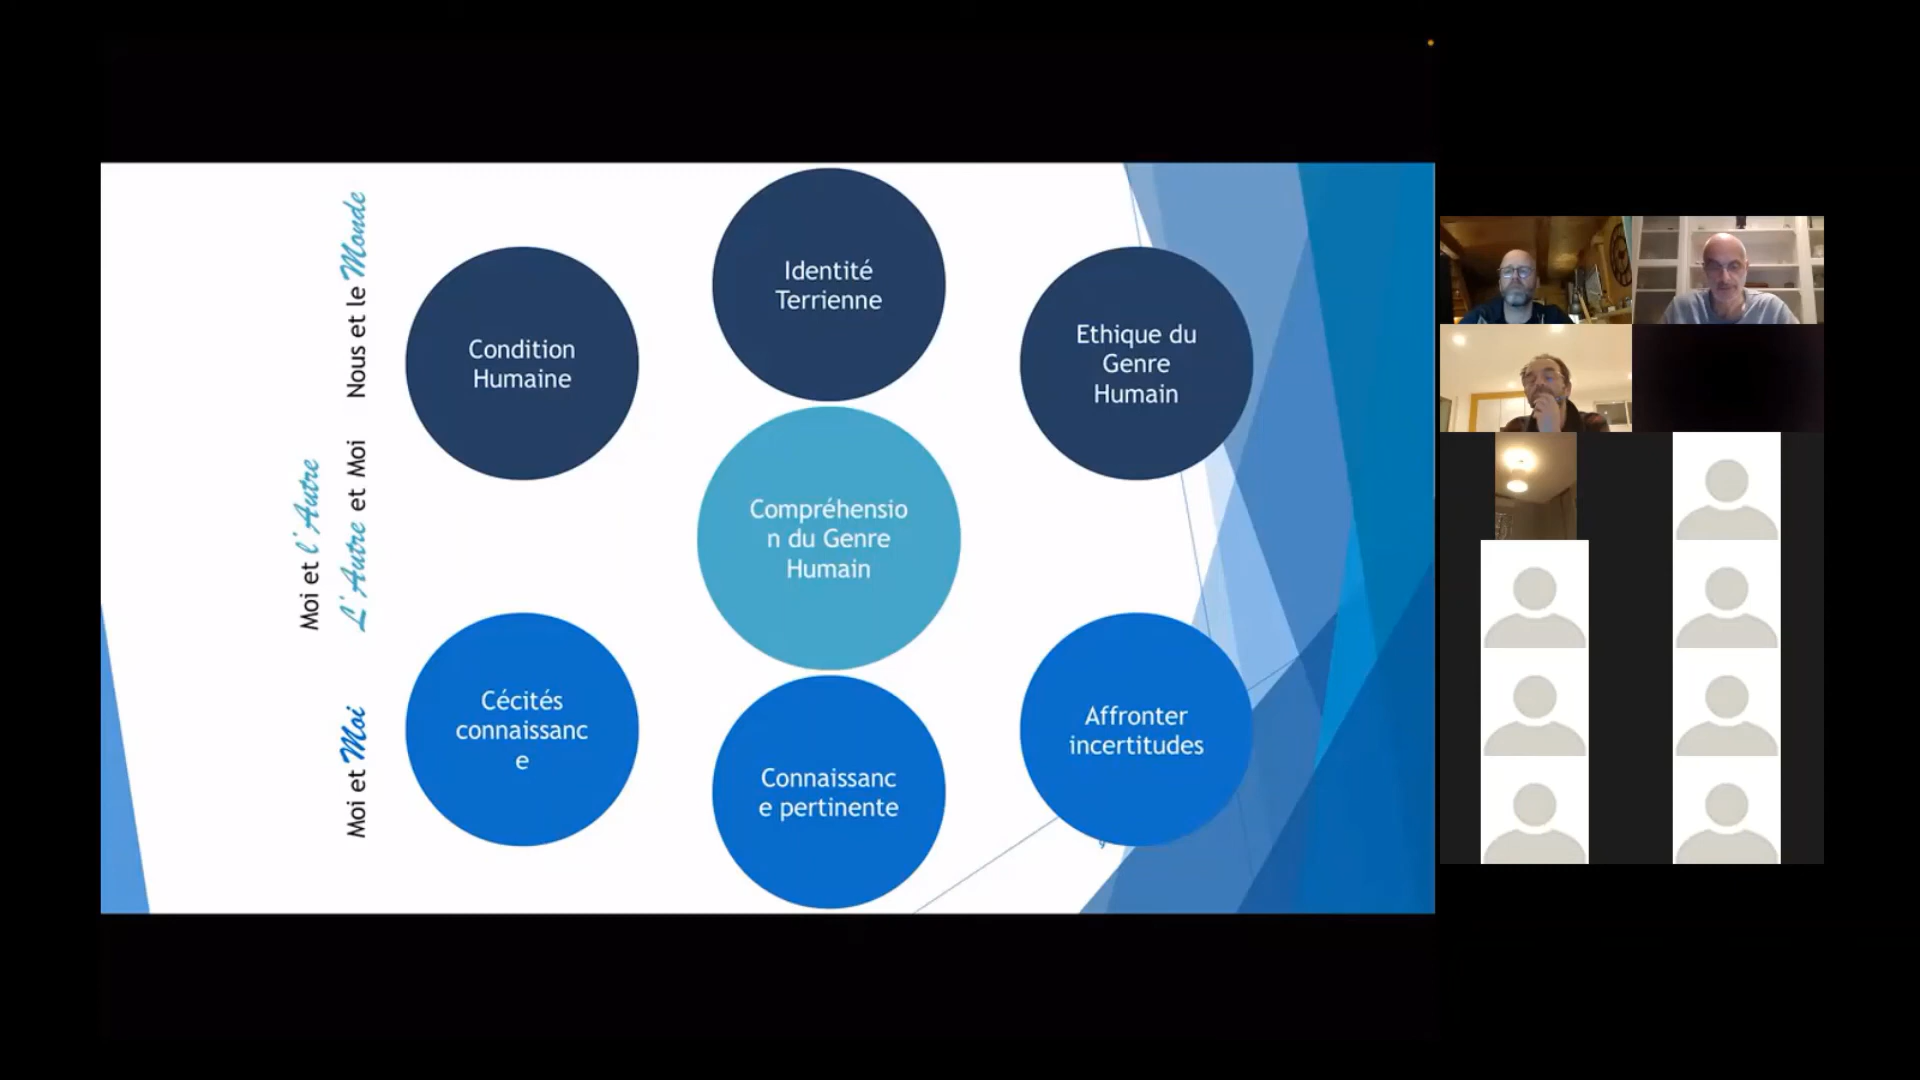 Nous et le Monde
Moi et l'Autre
L'Autre et Moi
Moi et Moi
Condition
Humaine
Identité
Terrienne
Ethique du
Genre
Humain
Compréhensio
n du Genre
Humain
Cécités
connaissanc
e
Connaissanc
e pertinente
Affronter
incertitudes